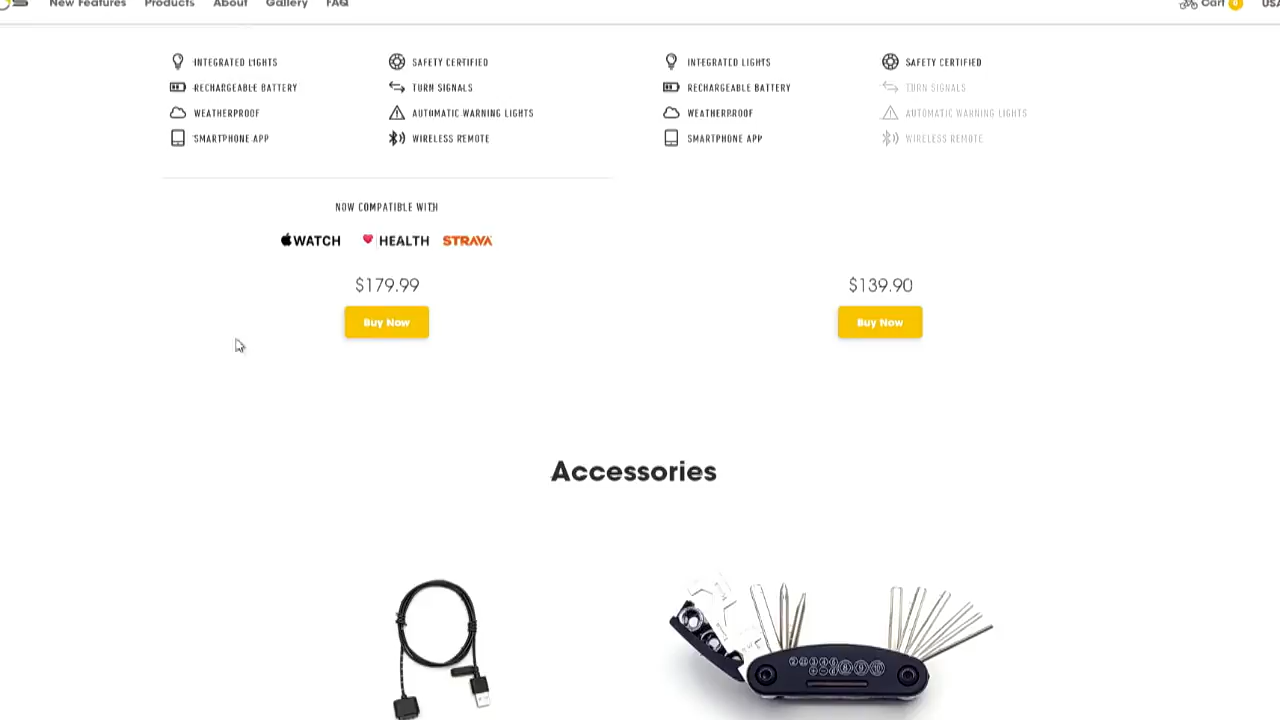 New Features Products About Gallery FAQ Cart 0 USA
INTEGRATED LIGHTS SAFETY CERTIFIED
RECHARGEABLE BATTERY TURN SIGNALS
WEATHERPROOF AUTOMATIC WARNING LIGHTS
SMARTPHONE APP WIRELESS REMOTE
NOW COMPATIBLE WITH
WATCH HEALTH STRAVA
$179.99
Buy Now
INTEGRATED LIGHTS SAFETY CERTIFIED
RECHARGEABLE BATTERY TURN SIGNALS
WEATHERPROOF AUTOMATIC WARNING LIGHTS
SMARTPHONE APP WIRELESS REMOTE
$139.90
Buy Now
Accessories